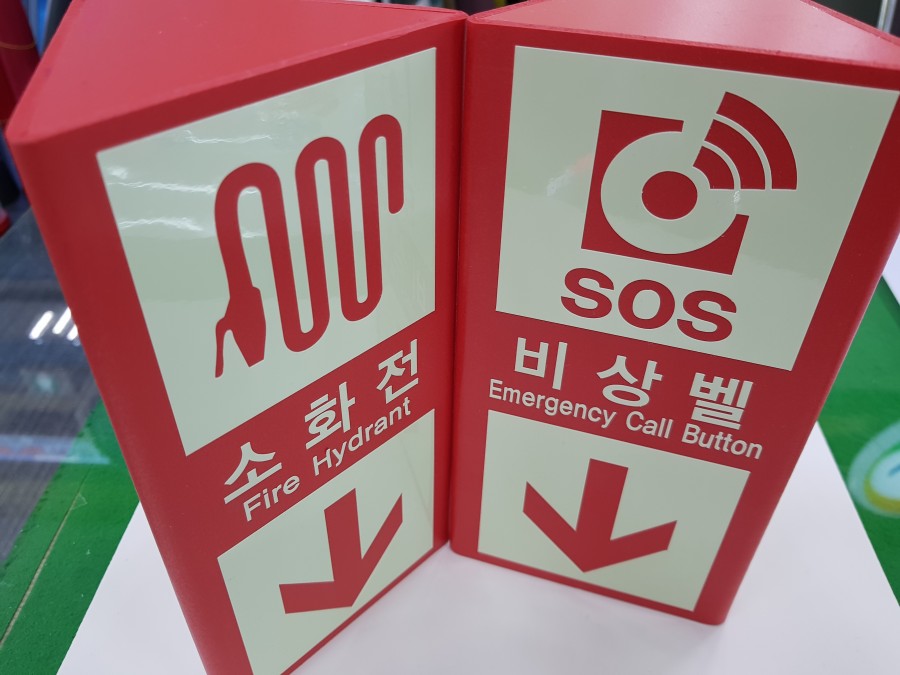 소화전
Fire Hydrant
SOS
비상벨
Emergency Call Button